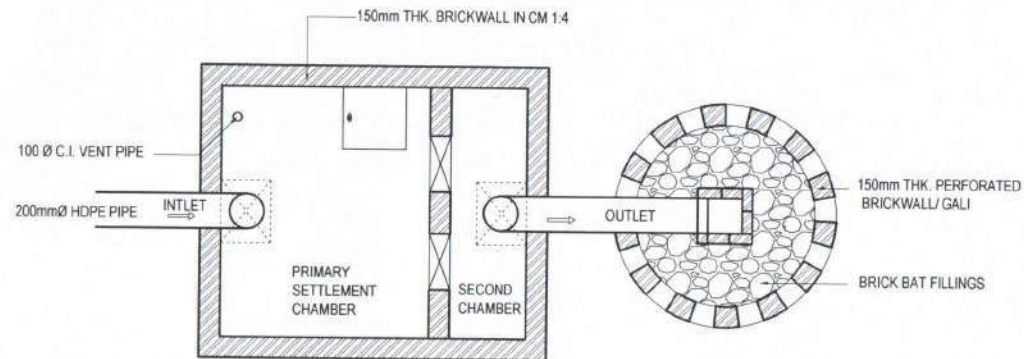 150mm THK. BRICKWALL IN CM 1:4
100 Ø C.I. VENT PIPE
200mmØ HDPE PIPE
INTLET
OUTLET
150mm THK. PERFORATED
BRICKWALL/ GALI
PRIMARY
SETTLEMENT
CHAMBER
SECOND
CHAMBER
BRICK BAT FILLINGS